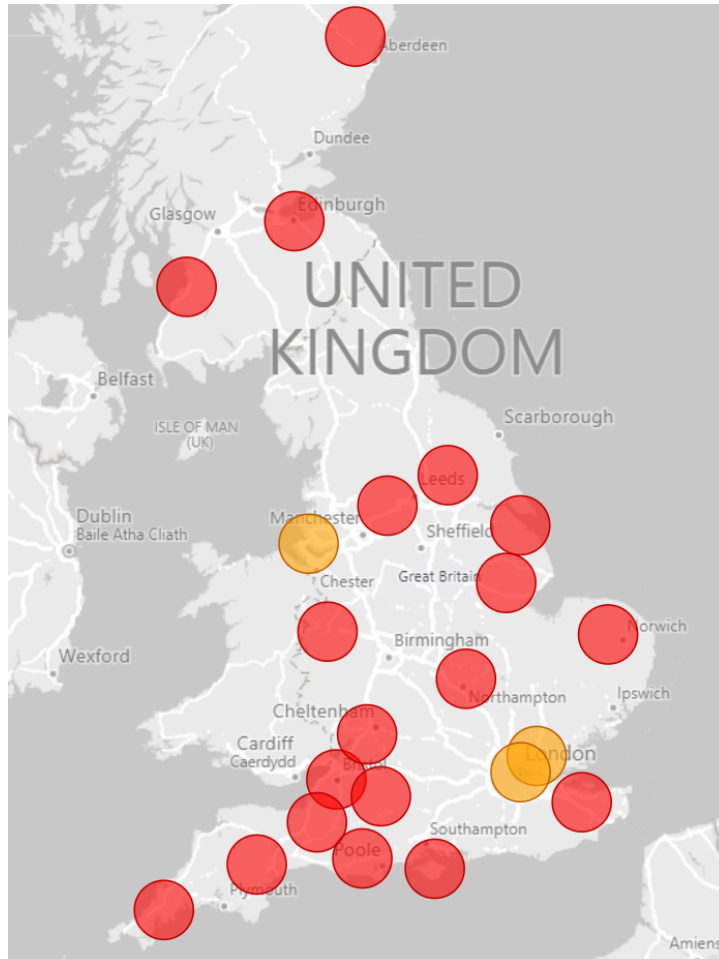 Aberdeen
Dundee
Glasgow
Edinburgh
UNITED
KINGDOM
Belfast
ISLE OF MAN
(UK)
Scarborough
Leeds
Dublin
Baile Atha Cliath
Manchester
Sheffield
Chester
Great Britain
Norwich
Wexford
Birmingham
Northampton
Ipswich
Cheltenham
Cardiff
Caerdydd
Bristol
London
Southampton
Poole
Plymouth
Amiens